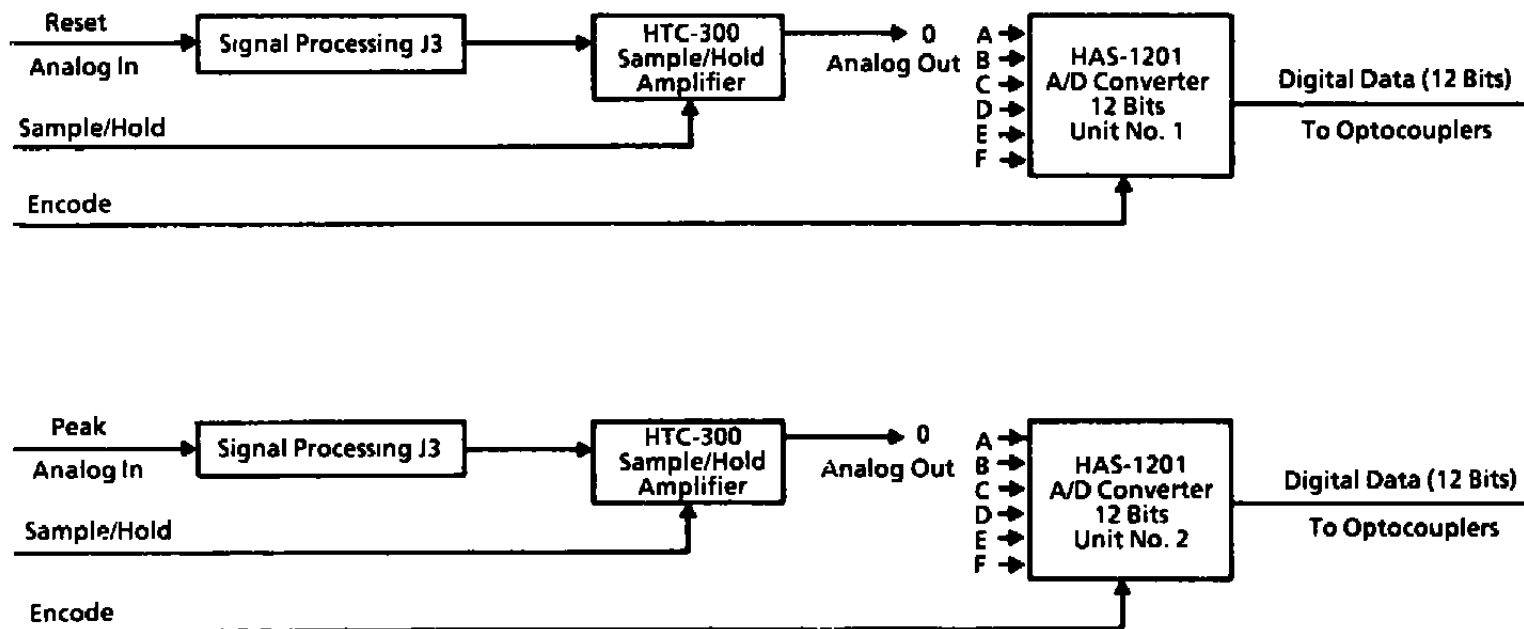 Reset
Analog In
Signal Processing J3
HTC-300
Sample/Hold
Amplifier
0
Analog Out
A
B
C
D
E
F
HAS-1201
A/D Converter
12 Bits
Unit No. 1
Digital Data (12 Bits)
To Optocouplers
Sample/Hold
Encode
Peak
Analog In
Signal Processing J3
HTC-300
Sample/Hold
Amplifier
0
Analog Out
A
B
C
D
E
F
HAS-1201
A/D Converter
12 Bits
Unit No. 2
Digital Data (12 Bits)
To Optocouplers
Sample/Hold
Encode